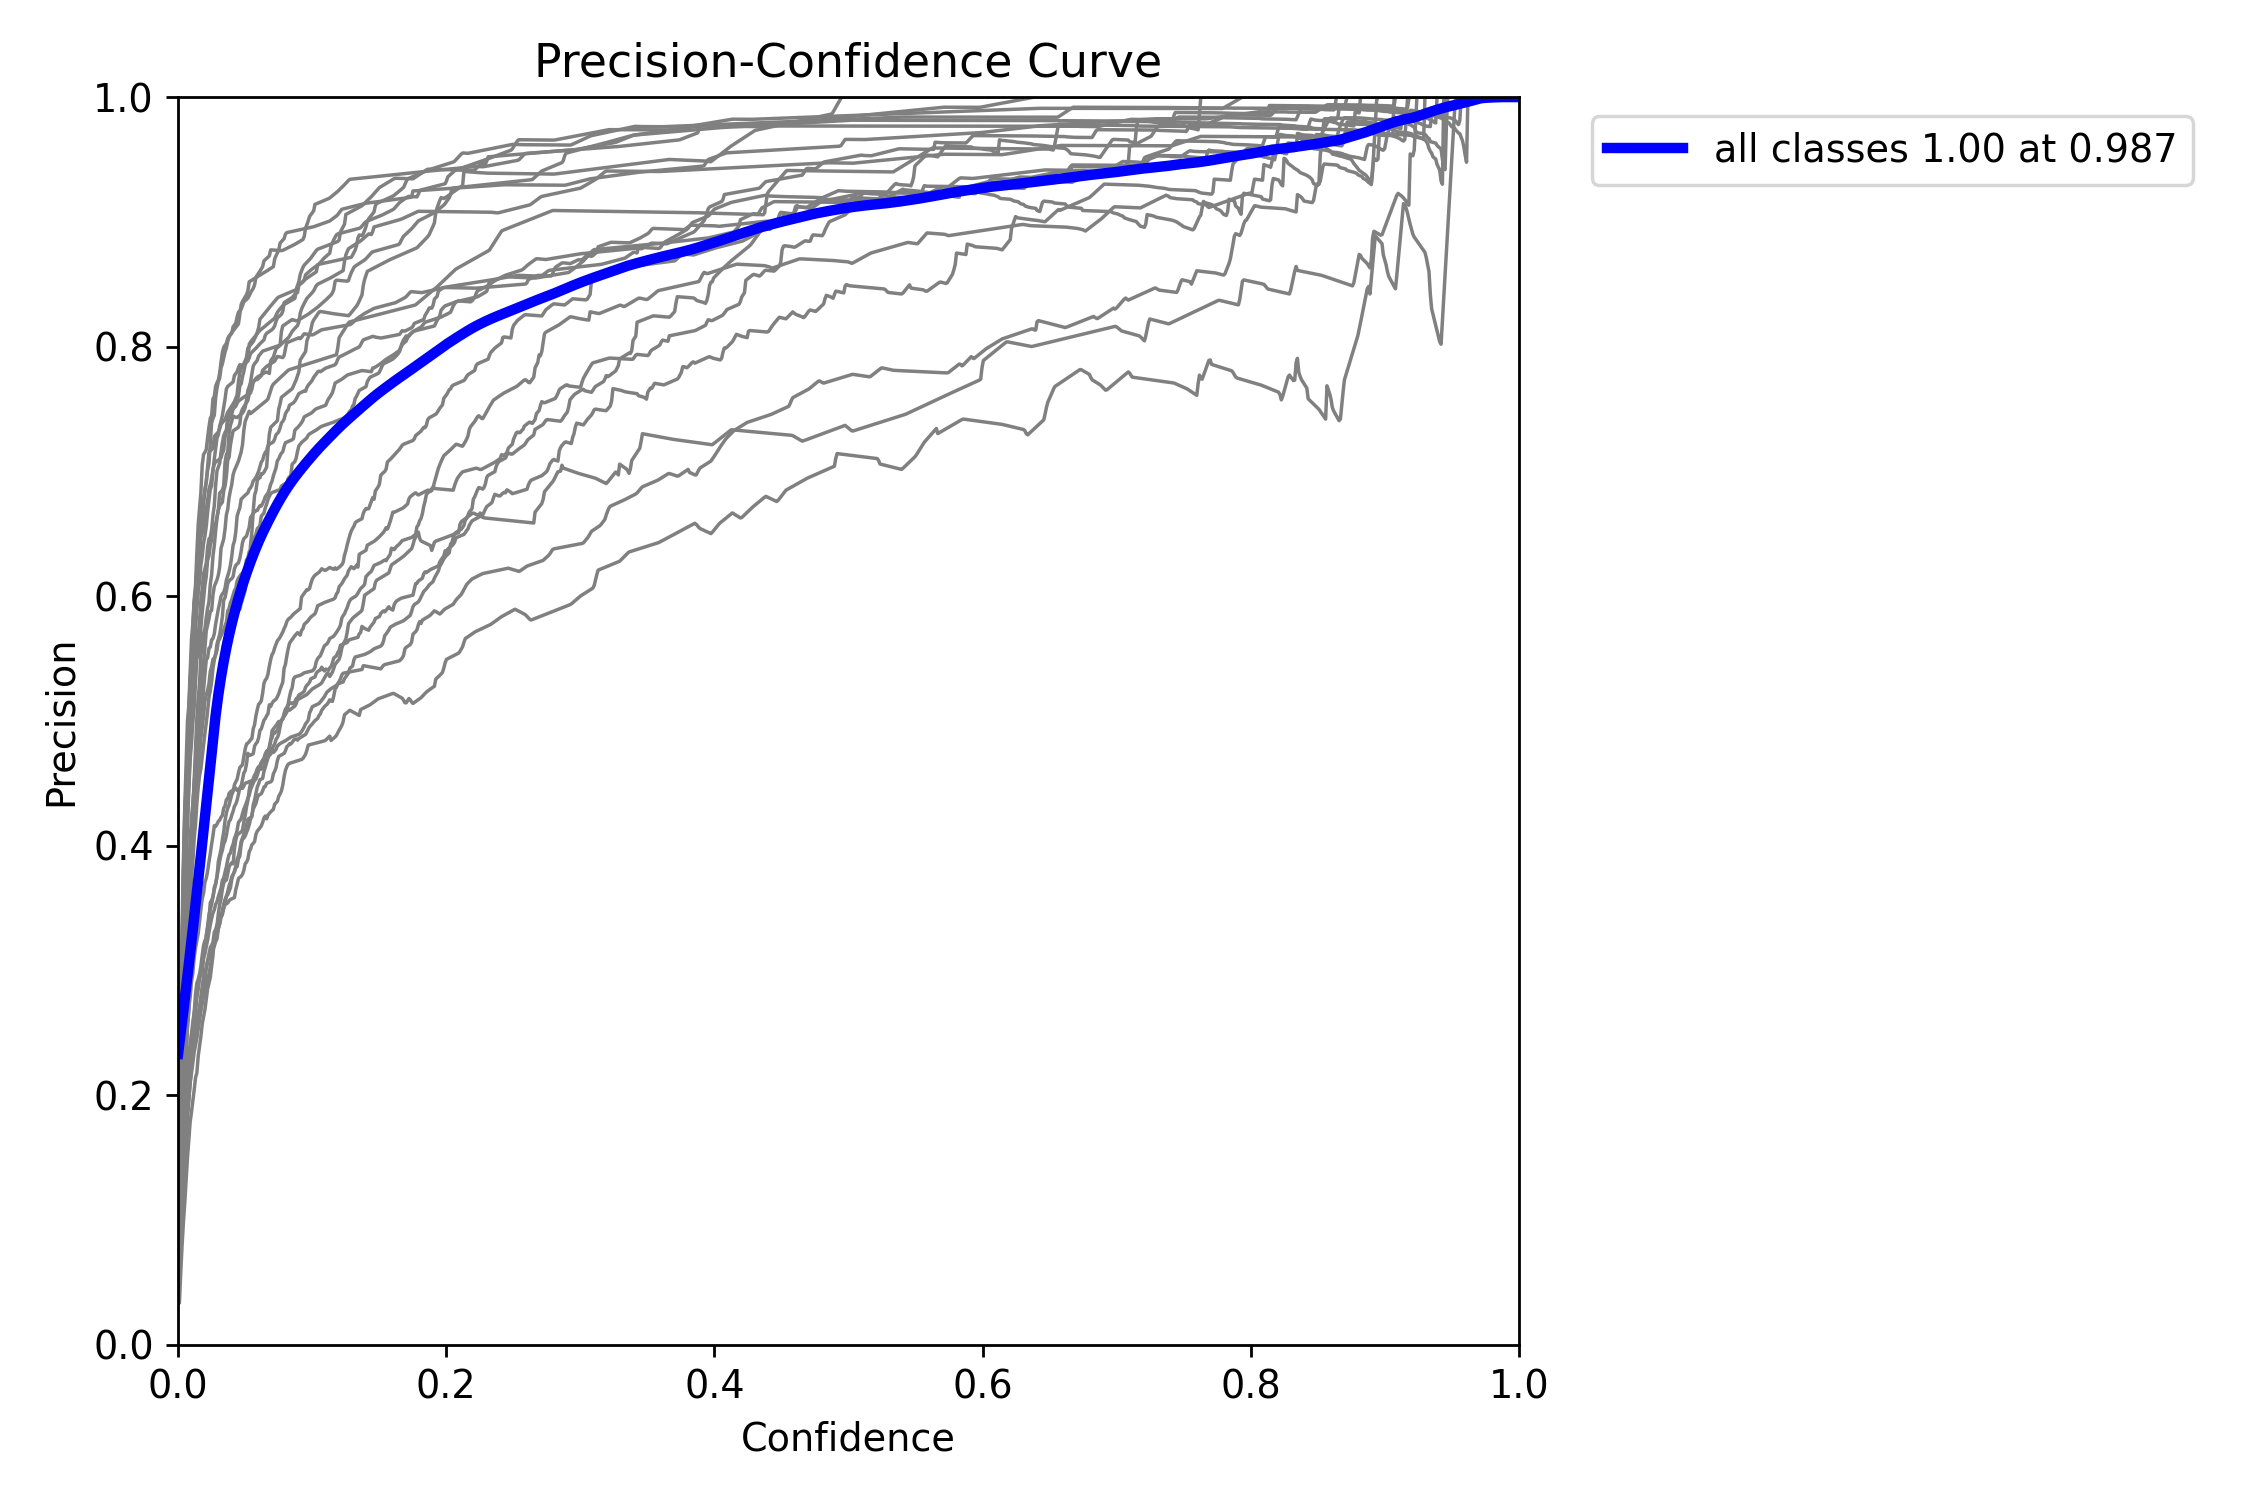 Precision-Confidence Curve
1.0
0.8
0.6
0.4
0.2
0.0
Precision
0.0 0.2 0.4 0.6 0.8 1.0
Confidence
all classes 1.00 at 0.987